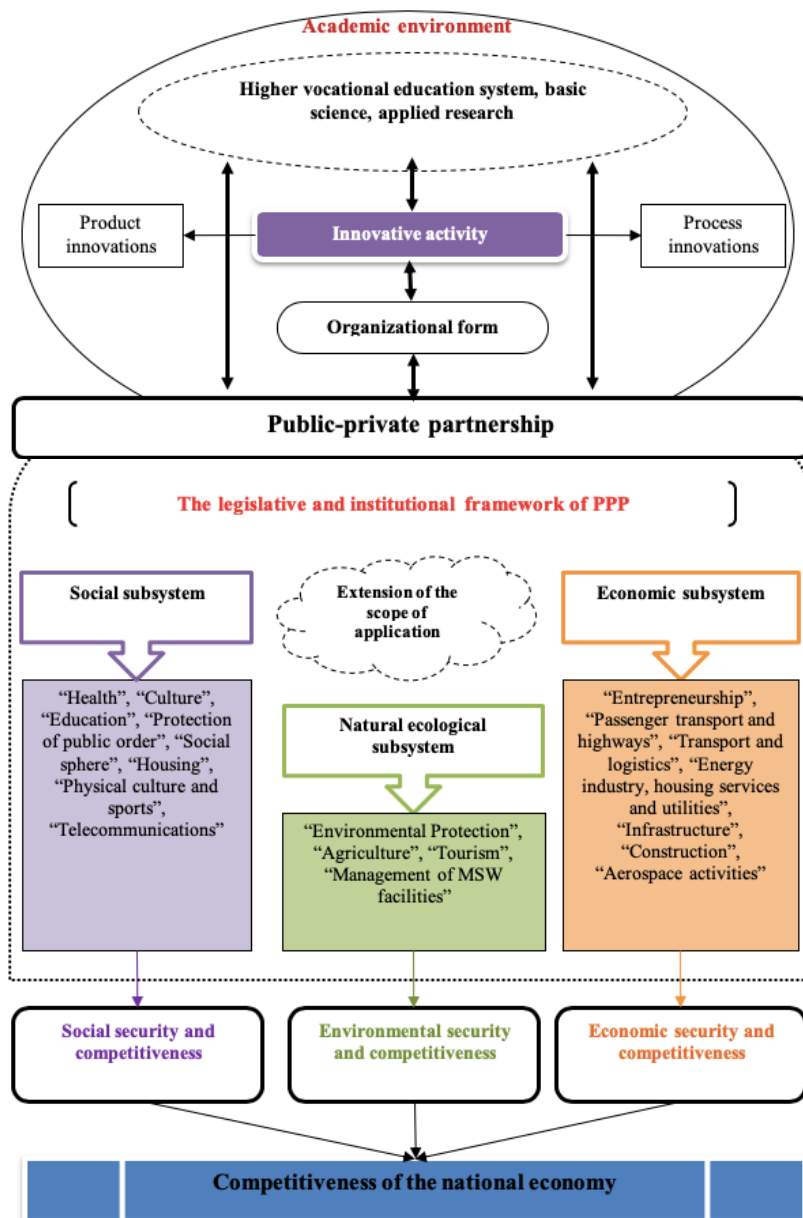 Academic environment
Higher vocational education system, basic
science, applied research
Product
innovations
Innovative activity
Process
innovations
Organizational form
Public-private partnership
The legislative and institutional framework of PPP
Social subsystem
Extension of the
scope of
application
Economic subsystem
“Health”, “Culture”,
“Education”, “Protection
of public order”, “Social
sphere”, “Housing”,
“Physical culture and
sports”,
“Telecommunications”
Natural ecological
subsystem
“Environmental Protection”,
“Agriculture”, “Tourism”,
“Management of MSW
facilities”
“Entrepreneurship”,
“Passenger transport and
highways”, “Transport and
logistics”, “Energy
industry, housing services
and utilities”,
“Infrastructure”,
“Construction”,
“Aerospace activities”
Social security and
competitiveness
Environmental security
and competitiveness
Economic security and
competitiveness
Competitiveness of the national economy